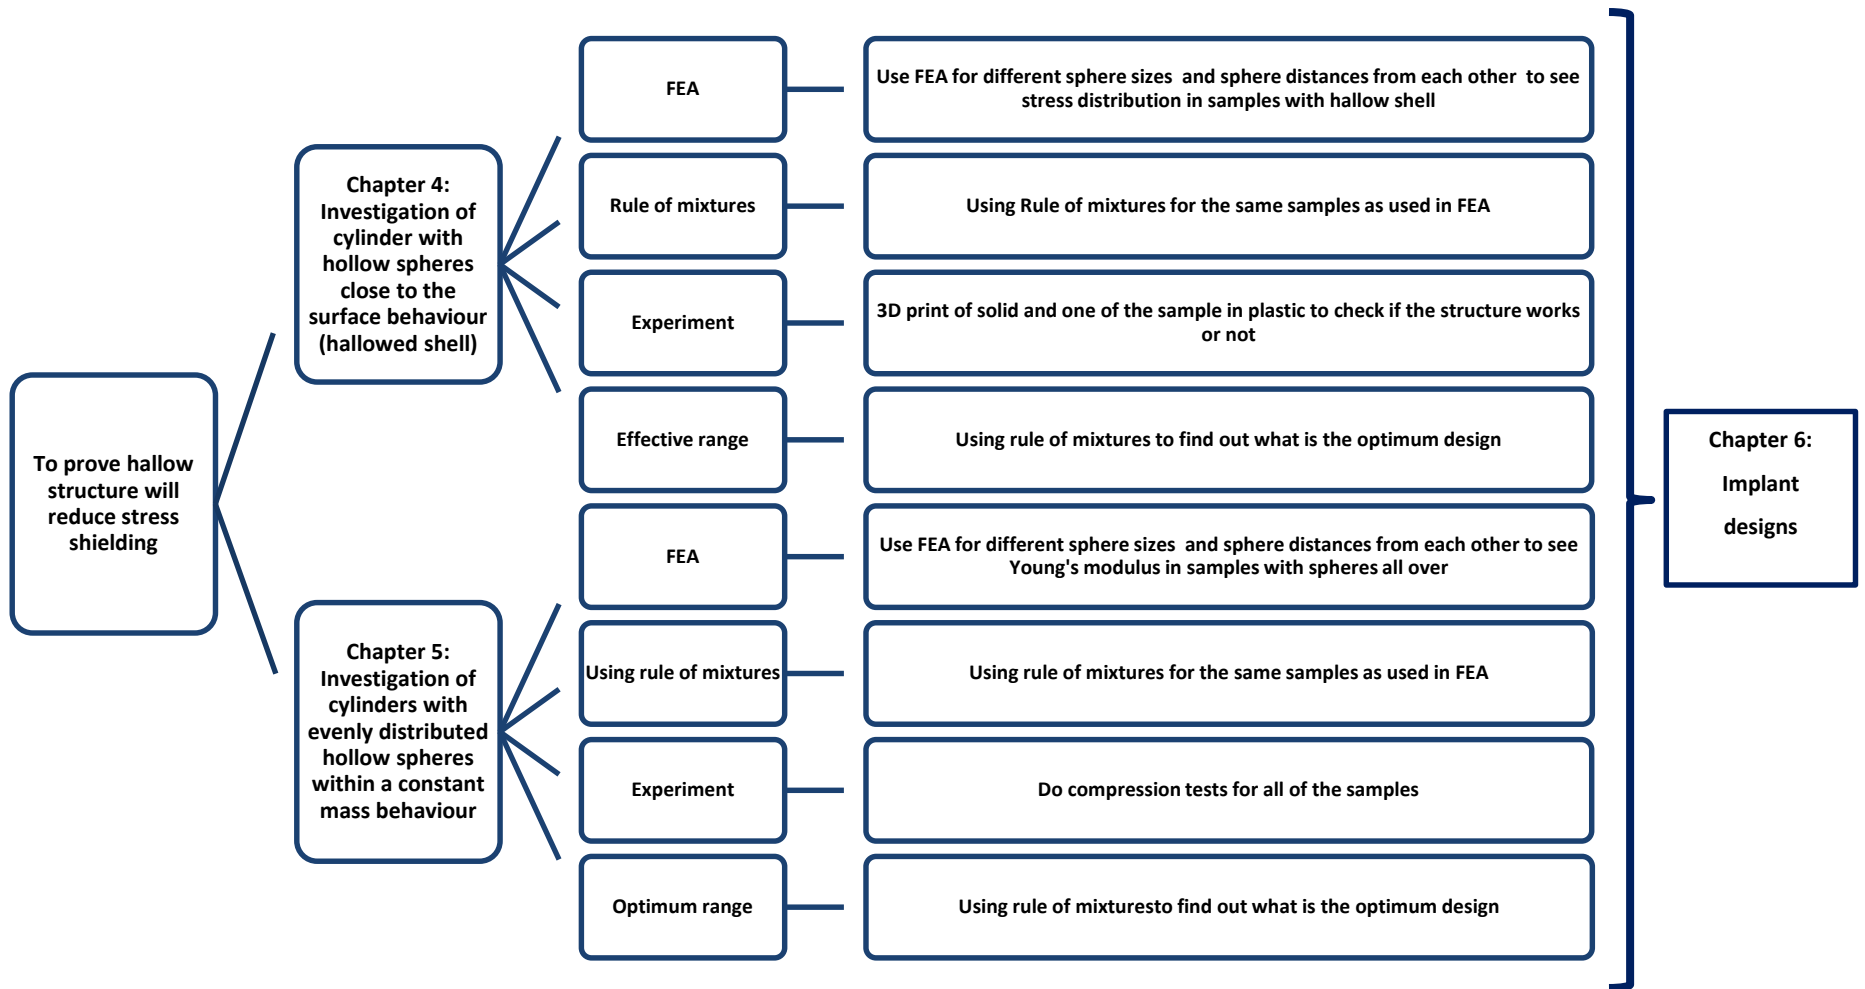 To prove hallow
structure will
reduce stress
shielding
Chapter 4:
Investigation of
cylinder with
hollow spheres
close to the
surface behaviour
(hallowed shell)
FEA
Use FEA for different sphere sizes and sphere distances from each other to see
stress distribution in samples with hallow shell
Rule of mixtures
Using Rule of mixtures for the same samples as used in FEA
Experiment
3D print of solid and one of the sample in plastic to check if the structure works
or not
Effective range
Using rule of mixtures to find out what is the optimum design
Chapter 5:
Investigation of
cylinders with
evenly distributed
hollow spheres
within a constant
mass behaviour
FEA
Use FEA for different sphere sizes and sphere distances from each other to see
Young's modulus in samples with spheres all over
Using rule of mixtures
Using rule of mixtures for the same samples as used in FEA
Experiment
Do compression tests for all of the samples
Optimum range
Using rule of mixturesto find out what is the optimum design
Chapter 6:
Implant
designs